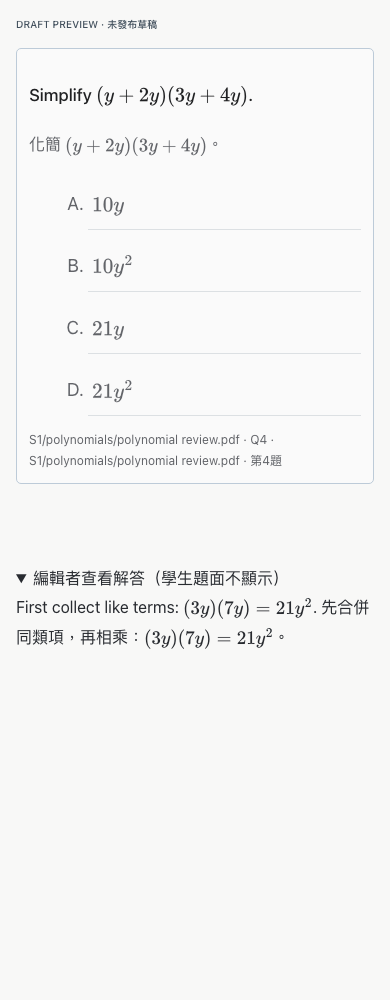 DRAFT PREVIEW · 未發布草稿
Simplify (y + 2y)(3y + 4y).
化簡 (y + 2y)(3y + 4y)。
A. 10y
B. 10y²
C. 21y
D. 21y²
S1/polynomials/polynomial review.pdf · Q4 ·
S1/polynomials/polynomial review.pdf · 第4題
▼ 編輯者查看解答（學生題面不顯示）
First collect like terms: (3y)(7y) = 21y². 先合併
同類項，再相乘：(3y)(7y) = 21y²。